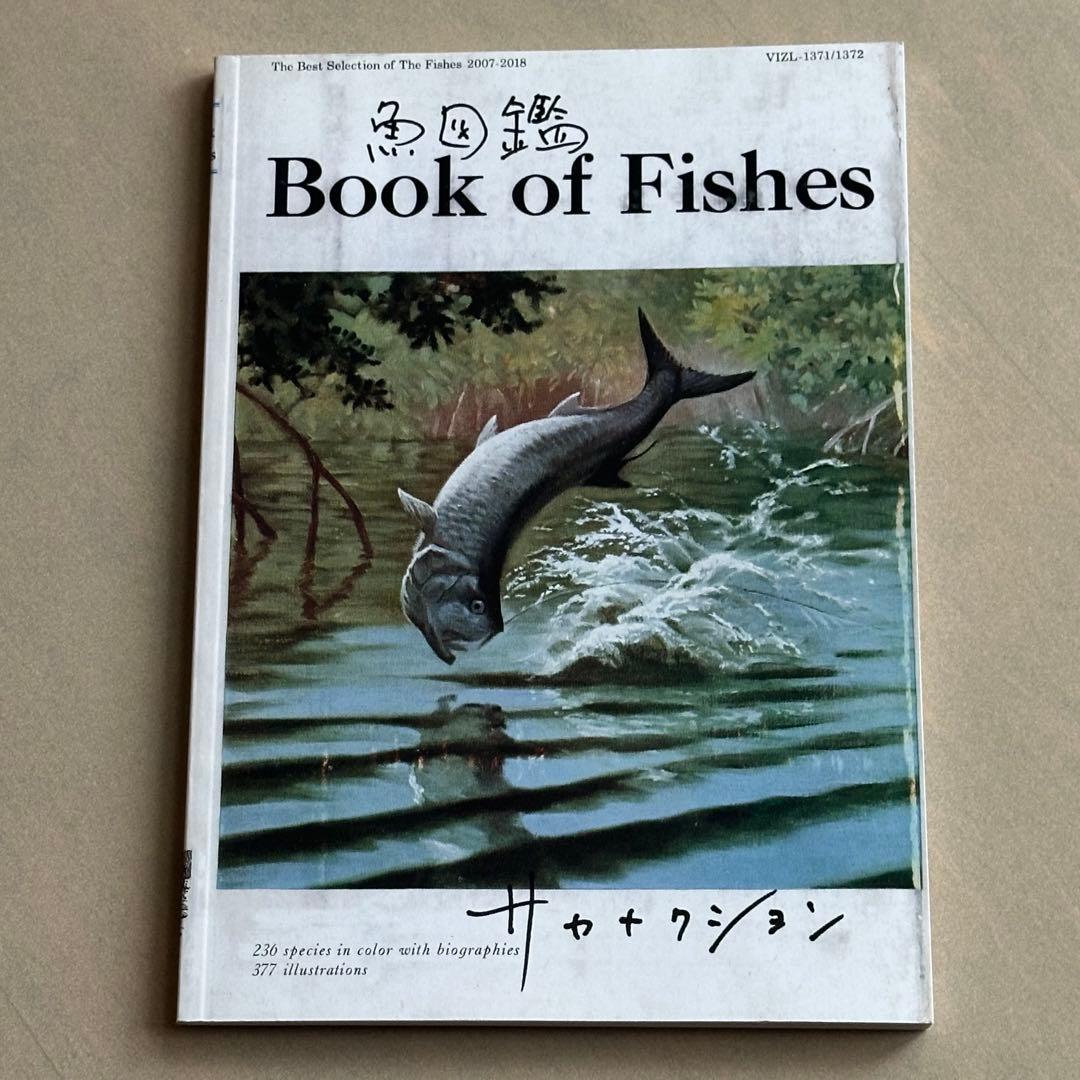 The Best Selection of The Fishes 2007-2018
VIZL-1371/1372
魚図鑑
Book of Fishes
サカナクション
236 species in color with biographies
377 illustrations